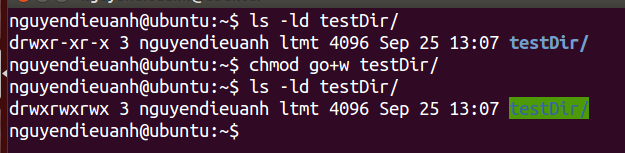 nguyendieuanh@ubuntu:~$ ls -ld testDir/
drwxr-xr-x 3 nguyendieuanh ltmt 4096 Sep 25 13:07 testDir/
nguyendieuanh@ubuntu:~$ chmod go+w testDir/
nguyendieuanh@ubuntu:~$ ls -ld testDir/
drwxrwxrwx 3 nguyendieuanh ltmt 4096 Sep 25 13:07 testDir/
nguyendieuanh@ubuntu:~$